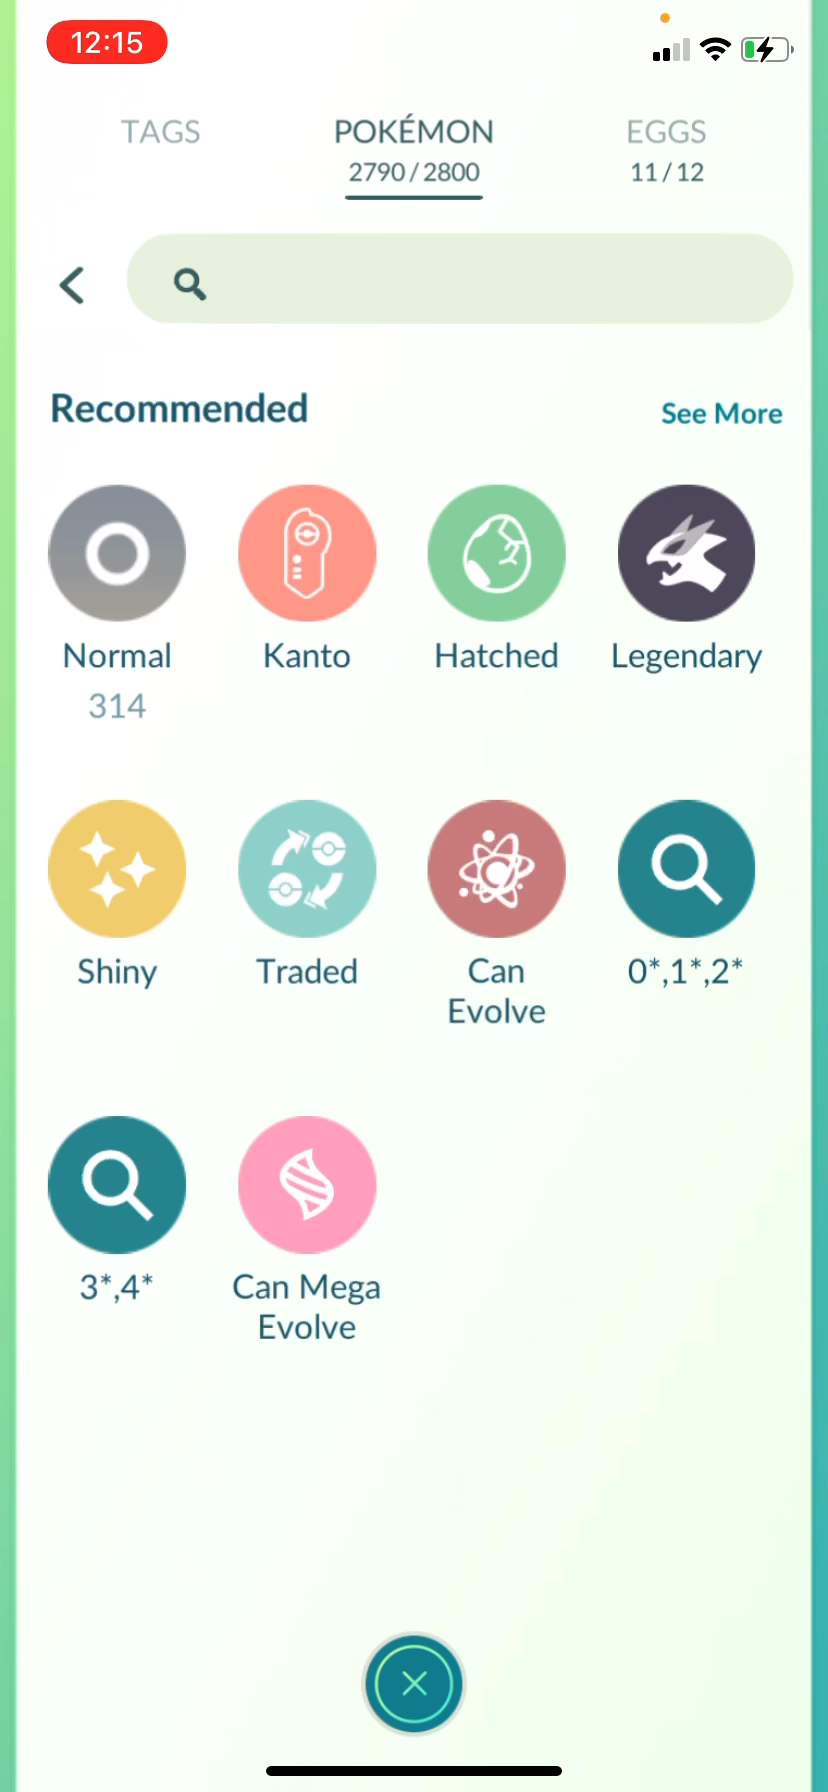 12:15
TAGS
POKÉMON
EGGS
2790 / 2800
11 / 12
Recommended
See More
Normal
Kanto
Hatched
Legendary
314
Shiny
Traded
Can
Evolve
0*,1*,2*
3*,4*
Can Mega
Evolve